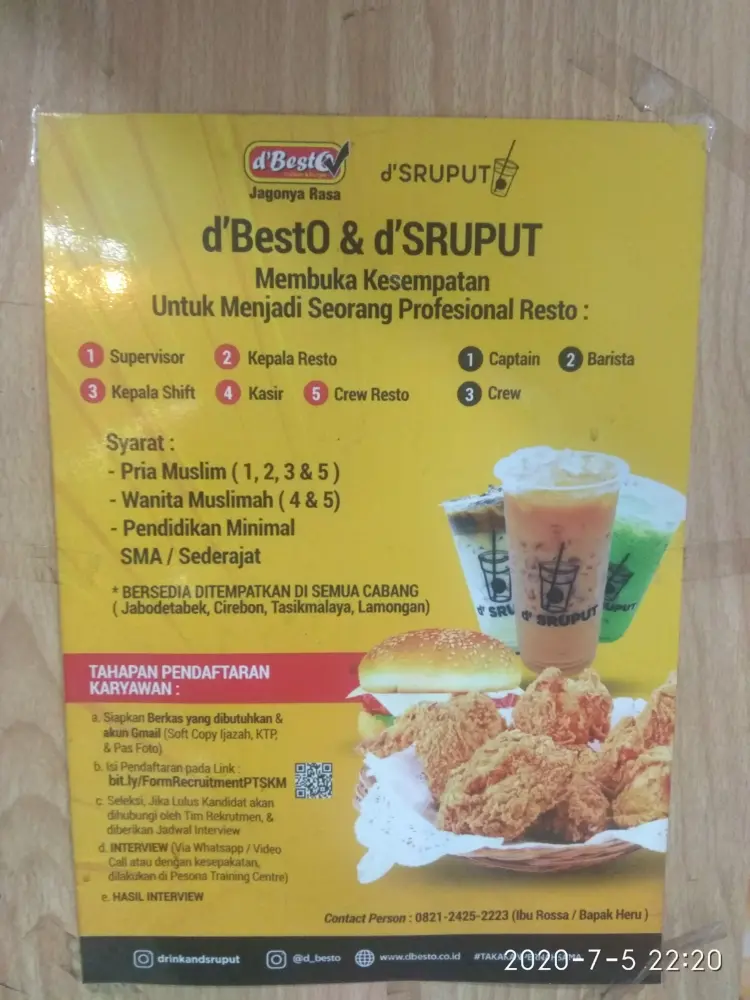 d'BestO
Jagonya Rasa
d'SRUPUT
d'BestO & d'SRUPUT
Membuka Kesempatan
Untuk Menjadi Seorang Profesional Resto :
1 Supervisor 2 Kepala Resto
3 Kepala Shift 4 Kasir 5 Crew Resto
1 Captain 2 Barista
3 Crew
Syarat :
- Pria Muslim ( 1, 2, 3 & 5 )
- Wanita Muslimah ( 4 & 5)
- Pendidikan Minimal
SMA / Sederajat
* BERSEDIA DITEMPATKAN DI SEMUA CABANG
( Jabodetabek, Cirebon, Tasikmalaya, Lamongan)
d' SRU
d' SRUPUT
RUPUT
TAHAPAN PENDAFTARAN
KARYAWAN :
a. Siapkan Berkas yang dibutuhkan &
akun Gmail (Soft Copy Ijazah, KTP,
& Pas Foto)
b. Isi Pendaftaran pada Link :
bit.ly/FormRecruitmentPTSKM
c. Seleksi, Jika Lulus Kandidat akan
dihubungi oleh Tim Rekrutmen, &
diberikan Jadwal Interview
d. INTERVIEW (Via Whatsapp / Video
Call atau dengan kesepakatan,
dilakukan di Pesona Training Centre)
e. HASIL INTERVIEW
Contact Person : 0821-2425-2223 (Ibu Rossa / Bapak Heru )
drinkandsruput @d_besto www.dbesto.co.id
2020-7-5 22:20